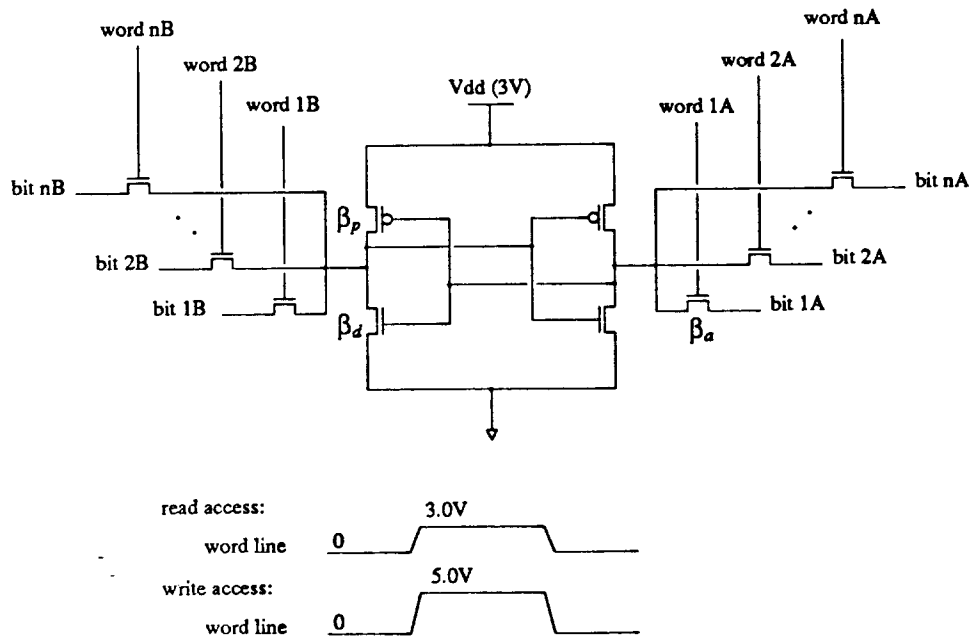 word nB
word nA
word 2B
word 2A
Vdd (3V)
word 1B
word 1A
bit nB
bit nA
βp
bit 2B
bit 2A
bit 1B
bit 1A
βd
βa
read access:
3.0V
word line
0
write access:
5.0V
word line
0